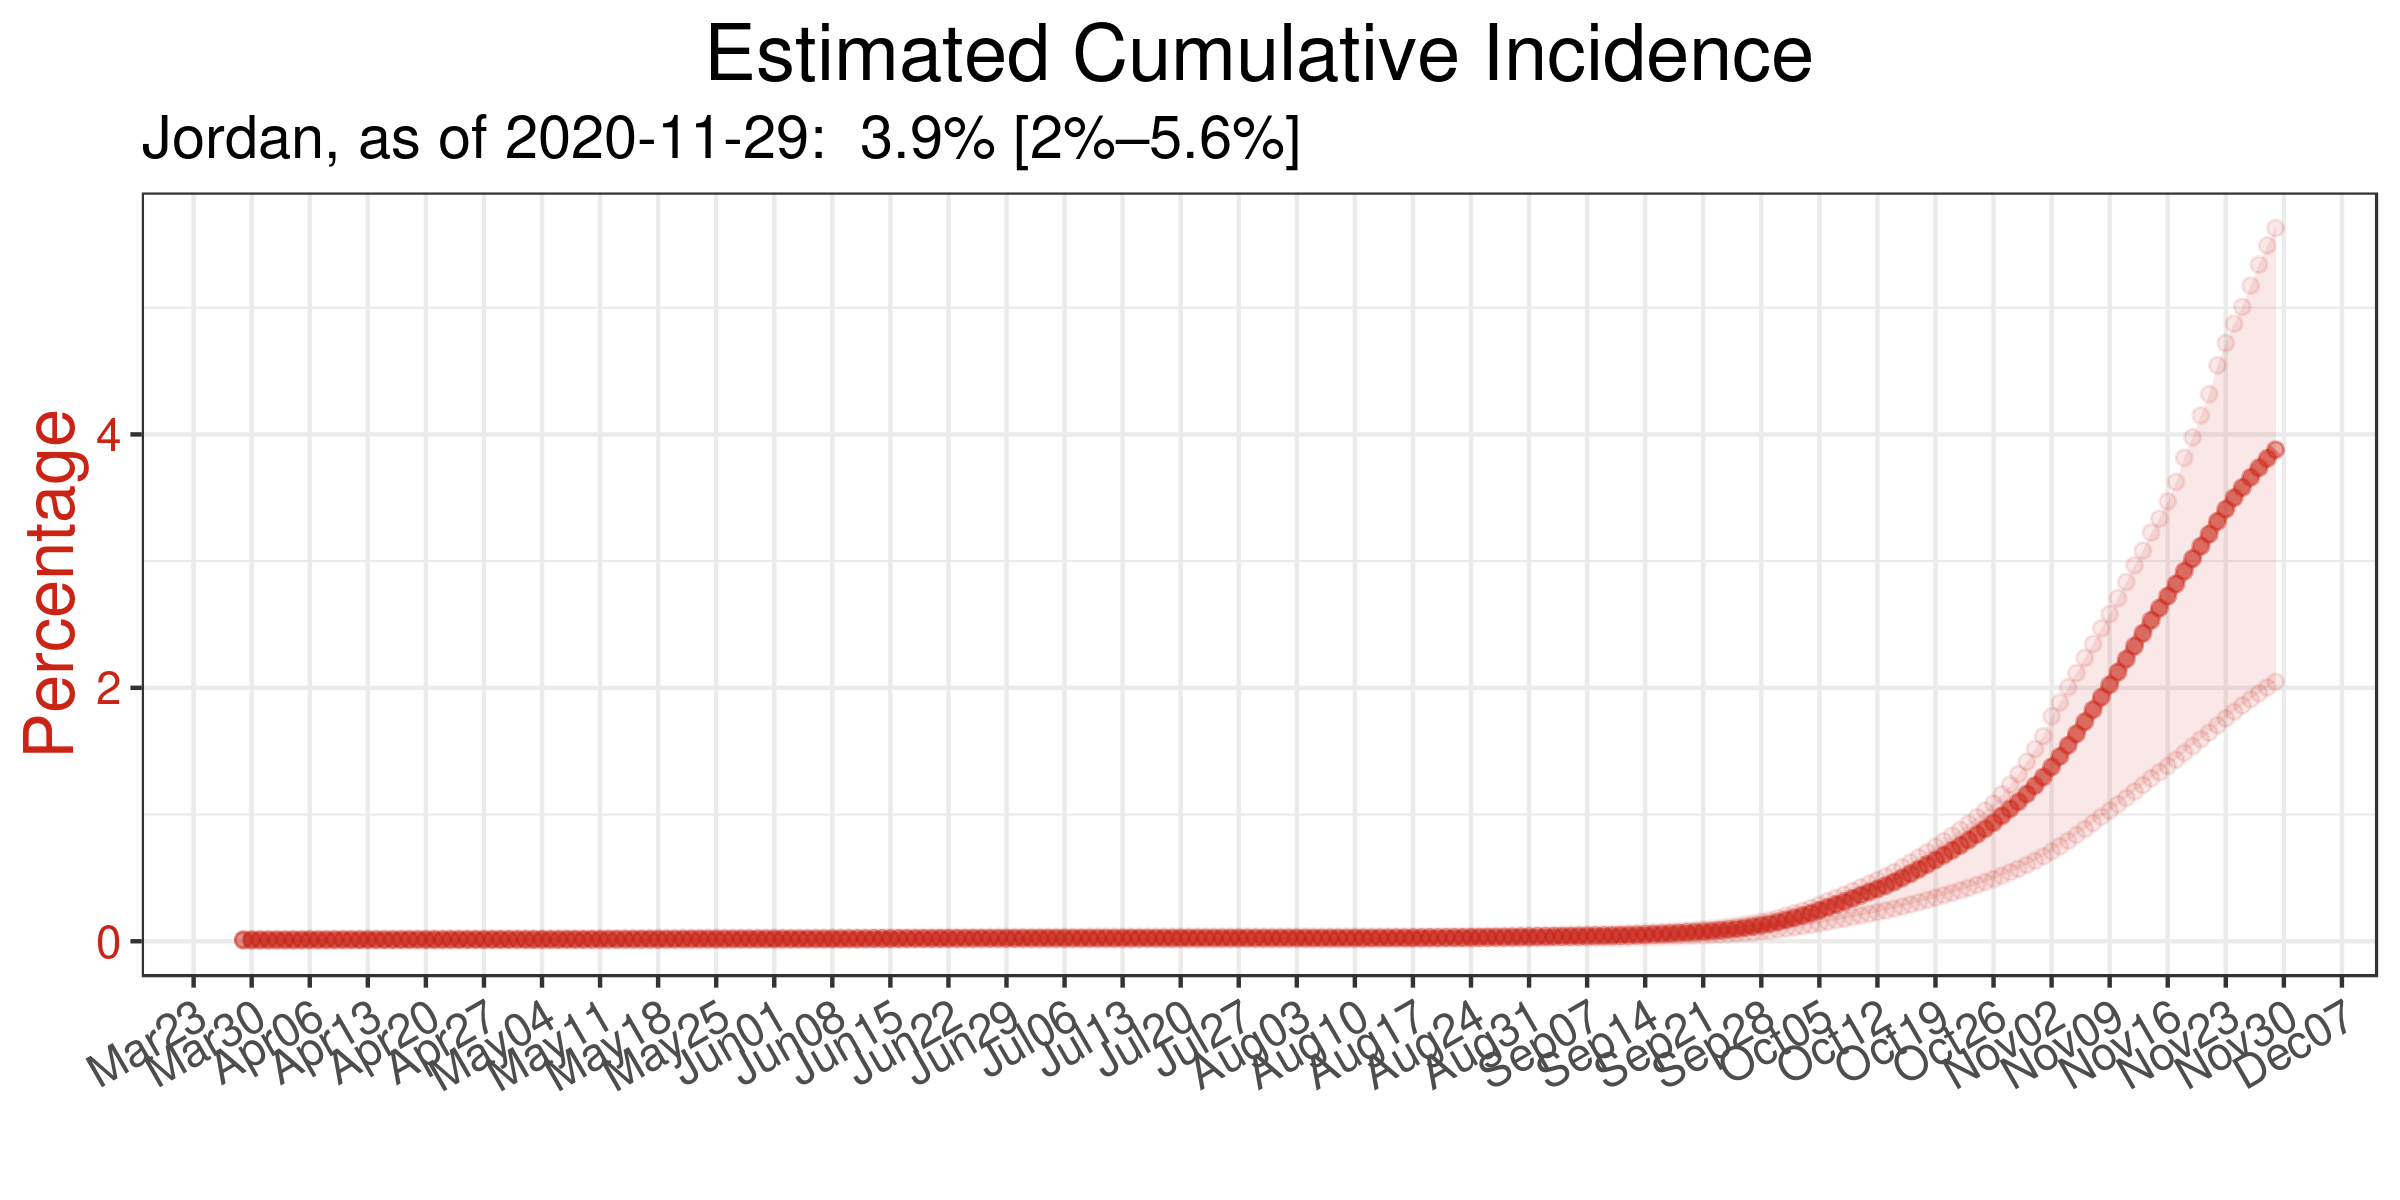 Estimated Cumulative Incidence
Jordan, as of 2020-11-29:  3.9% [2%–5.6%]
Percentage
4
2
0
Mar23
Mar30
Apr06
Apr13
Apr20
Apr27
May04
May11
May18
May25
Jun01
Jun08
Jun15
Jun22
Jun29
Jul06
Jul13
Jul20
Jul27
Aug03
Aug10
Aug17
Aug24
Aug31
Sep07
Sep14
Sep21
Sep28
Oct05
Oct12
Oct19
Oct26
Nov02
Nov09
Nov16
Nov23
Nov30
Dec07